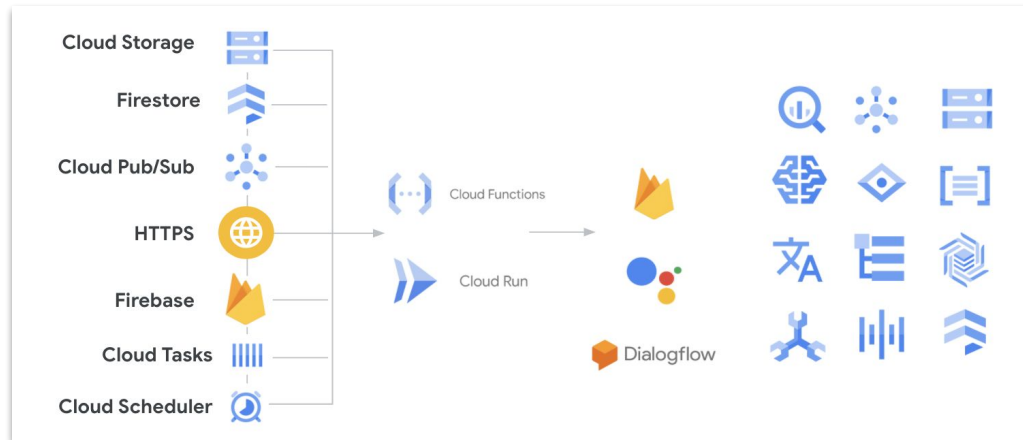 Cloud Storage
Firestore
Cloud Pub/Sub
HTTPS
Firebase
Cloud Tasks
Cloud Scheduler
Cloud Functions
Cloud Run
Dialogflow